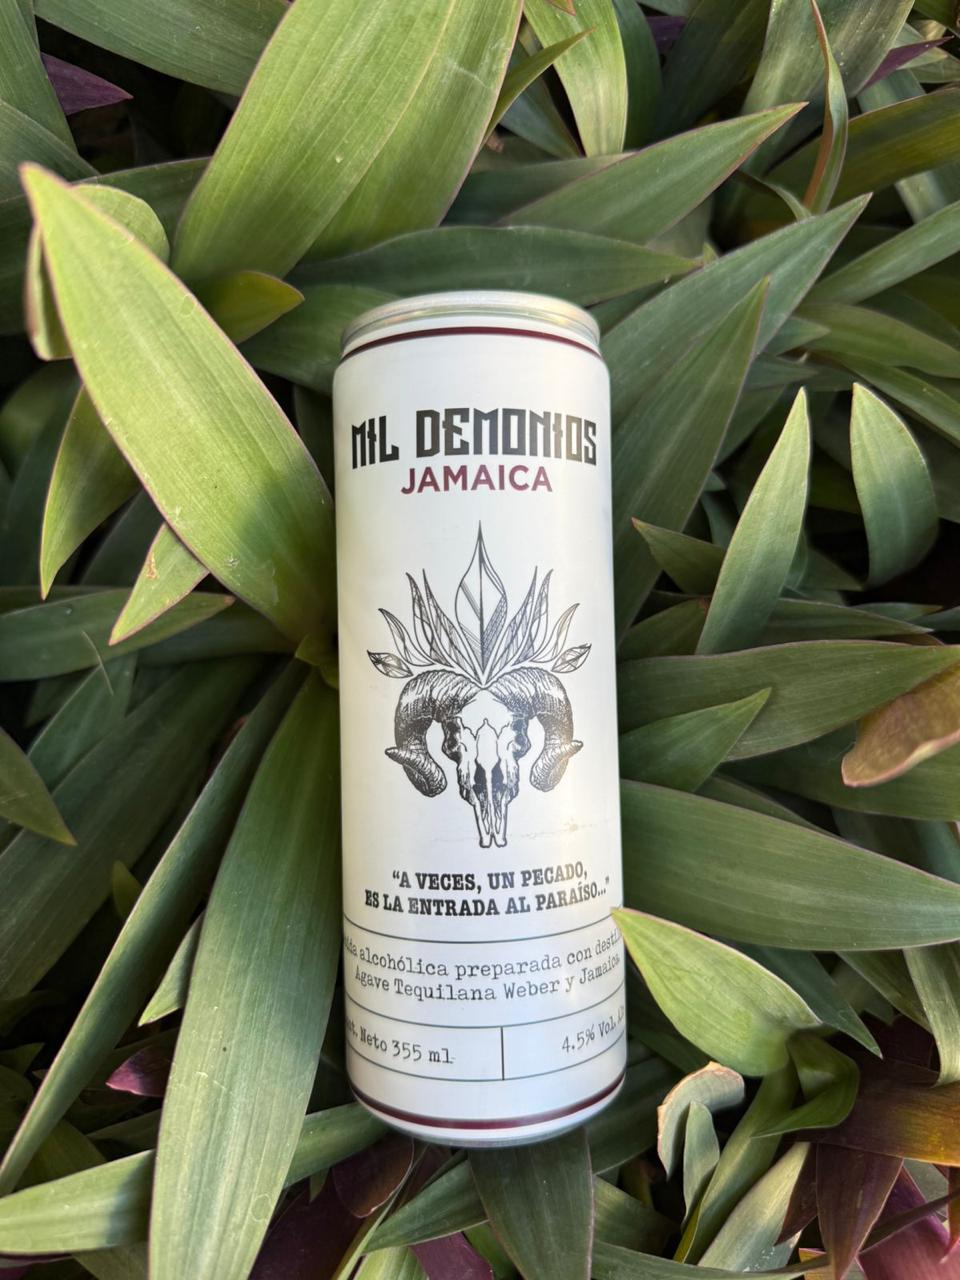 MIL DEMONIOS
JAMAICA
“A VECES, UN PECADO,
ES LA ENTRADA AL PARAÍSO...”
alcohólica preparada con
Agave Tequilana Weber y Jamaica
Neto 355 ml
4.5% Vol.